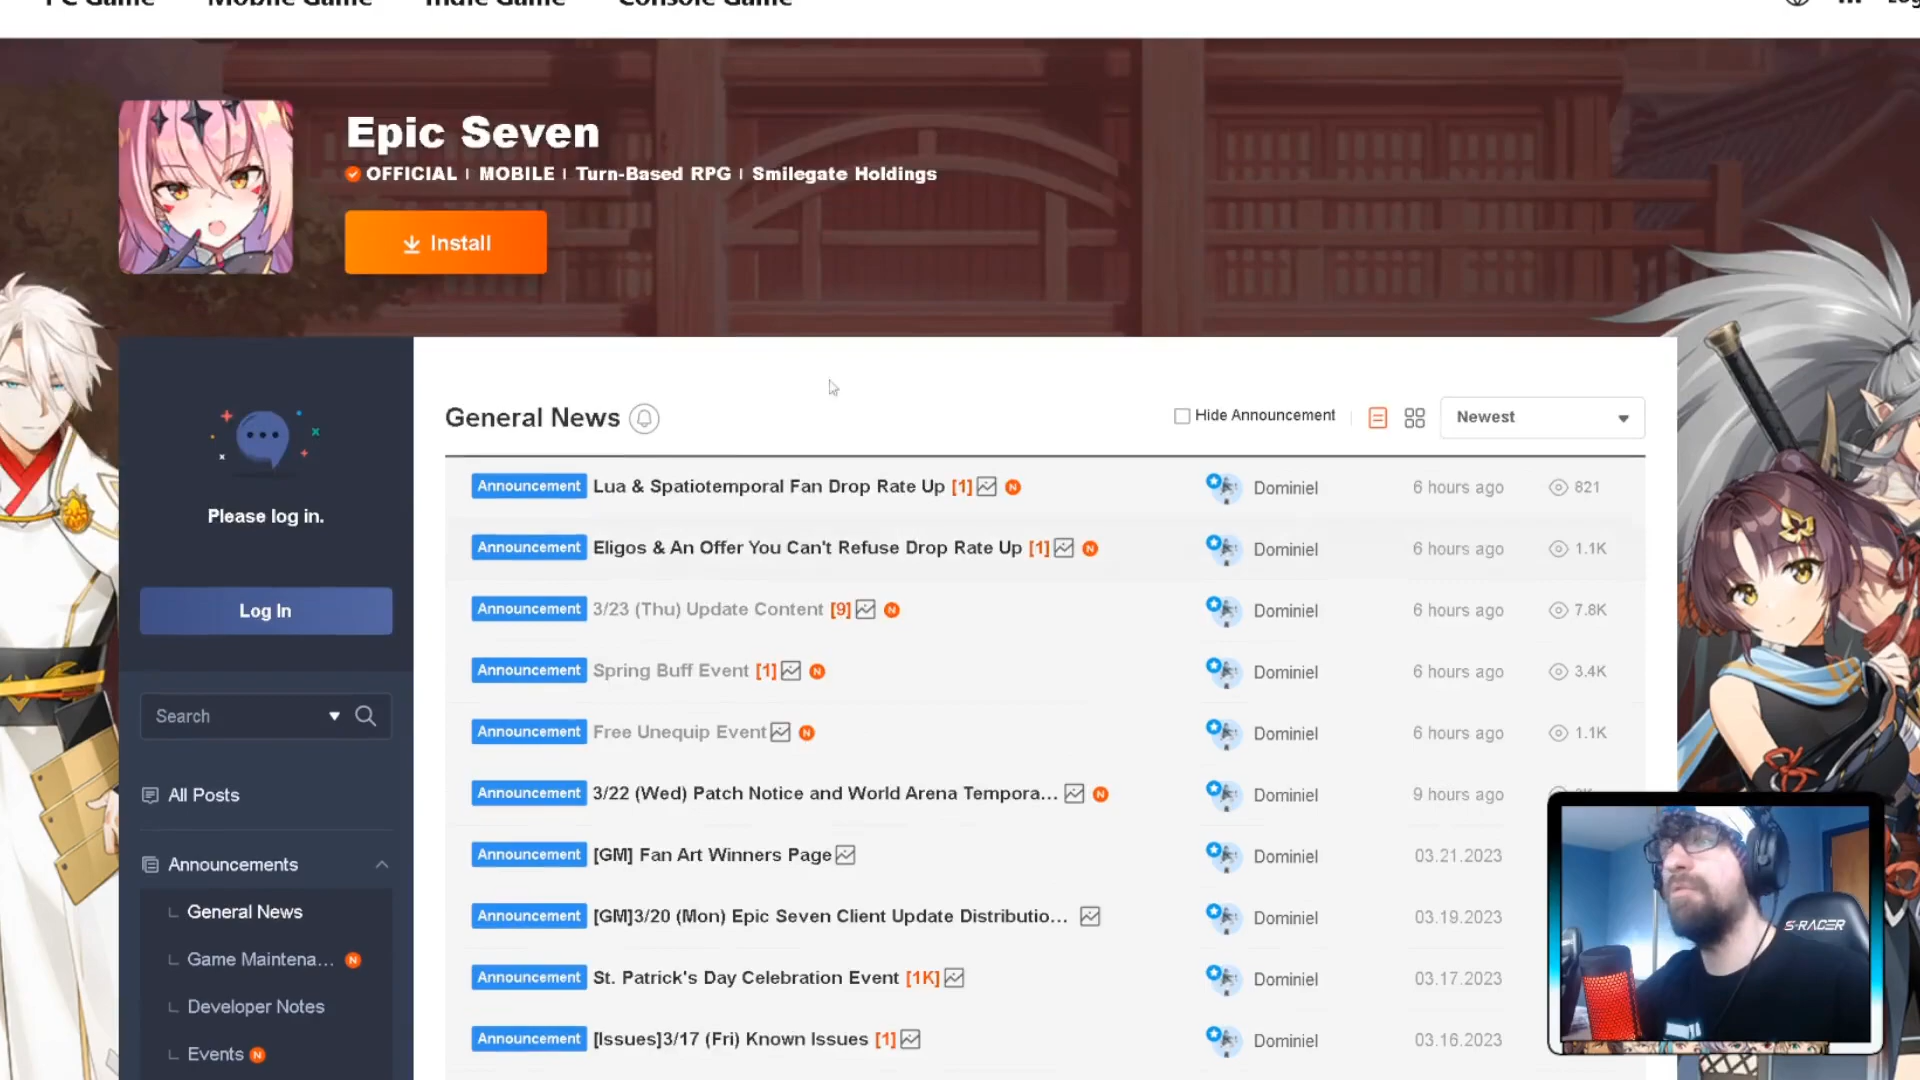 PC Game Mobile Game Indie Game Console Game
Epic Seven
OFFICIAL | MOBILE | Turn-Based RPG | Smilegate Holdings
Install
Please log in.
Log In
Search
All Posts
Announcements
General News
Game Maintena... N
Developer Notes
Events N
General News
Hide Announcement
Newest
Announcement Lua & Spatiotemporal Fan Drop Rate Up [1] N Dominiel 6 hours ago 821
Announcement Eligos & An Offer You Can't Refuse Drop Rate Up [1] N Dominiel 6 hours ago 1.1K
Announcement 3/23 (Thu) Update Content [9] N Dominiel 6 hours ago 7.8K
Announcement Spring Buff Event [1] N Dominiel 6 hours ago 3.4K
Announcement Free Unequip Event N Dominiel 6 hours ago 1.1K
Announcement 3/22 (Wed) Patch Notice and World Arena Tempora... N Dominiel 9 hours ago
Announcement [GM] Fan Art Winners Page Dominiel 03.21.2023
Announcement [GM]3/20 (Mon) Epic Seven Client Update Distributio... Dominiel 03.19.2023
Announcement St. Patrick's Day Celebration Event [1K] Dominiel 03.17.2023
Announcement [Issues]3/17 (Fri) Known Issues [1] Dominiel 03.16.2023
S-RACER